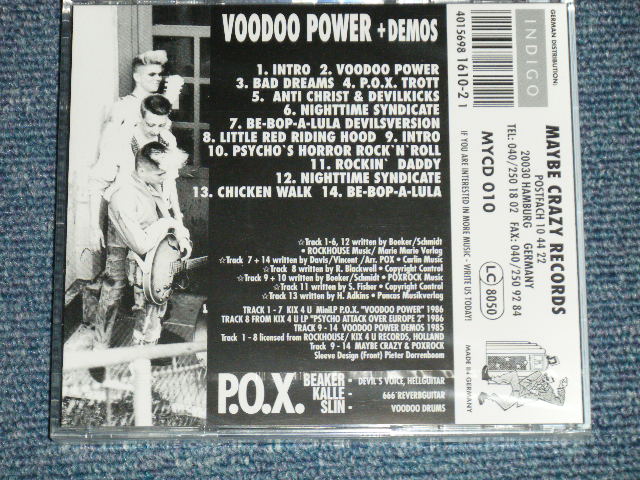 VOODOO POWER + DEMOS
1. INTRO 2. VOODOO POWER
3. BAD DREAMS 4. P.O.X. TROTT
5. ANTI CHRIST & DEVILKICKS
6. NIGHTTIME SYNDICATE
7. BE-BOP-A-LULA DEVILSVERSION
8. LITTLE RED RIDING HOOD 9. INTRO
10. PSYCHO`S HORROR ROCK`N`ROLL
11. ROCKIN` DADDY
12. NIGHTTIME SYNDICATE
13. CHICKEN WALK 14. BE-BOP-A-LULA
☆Track 1-6, 12 written by Boeker/Schmidt
• ROCKHOUSE Music/ Marie Marie Verlag
☆Track 7 + 14 written by Davis/Vincent /Arr. POX • Carlin Music
☆Track 8 written by R. Blackwell • Copyright Control
☆Track 9 + 10 written by Boeker/Schmidt • POXROCK Music
☆Track 11 written by S. Fisher • Copyright Control
☆Track 13 written by H. Adkins • Poncas Musikverlag
TRACK 1 - 7 KIX 4 U MiniLP P.O.X. "VOODOO POWER" 1986
TRACK 8 FROM KIX 4 U LP "PSYCHO ATTACK OVER EUROPE 2" 1986
TRACK 9 - 14 VOODOO POWER DEMOS 1985
Track 1 - 8 licensed from ROCKHOUSE/ KIX 4 U RECORDS, HOLLAND
Track 9 - 14 MAYBE CRAZY & POXROCK
Sleeve Design (Front) Pieter Dorrenboom
P.O.X.
BEAKER - DEVIL`S VOICE, HELLGUITAR
KALLE - 666 REVERBGUITAR
SLIN - VOODOO DRUMS
GERMAN DISTRIBUTION:
INDIGO
4 015698 1610-2 1
MAYBE CRAZY RECORDS
POSTFACH 10 44 22
20030 HAMBURG GERMANY
TEL: 040/250 18 02 FAX: 040/250 92 84
MYCD 010
IF YOU ARE INTERESTED IN MORE MUSIC - WRITE US TODAY!
LC 8050
MADE IN GERMANY